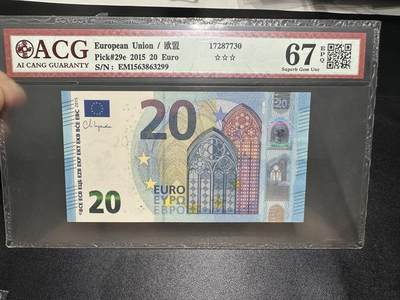 ACG
AI CANG GUARANTY
European Union / 欧盟
Pick#29e 2015 20 Euro
S/N: EM1563863299
17287730
☆☆☆
67 EPQ
Superb Gem Unc
20
20
EURO
ΕΥΡΩ
ЕВРО
20